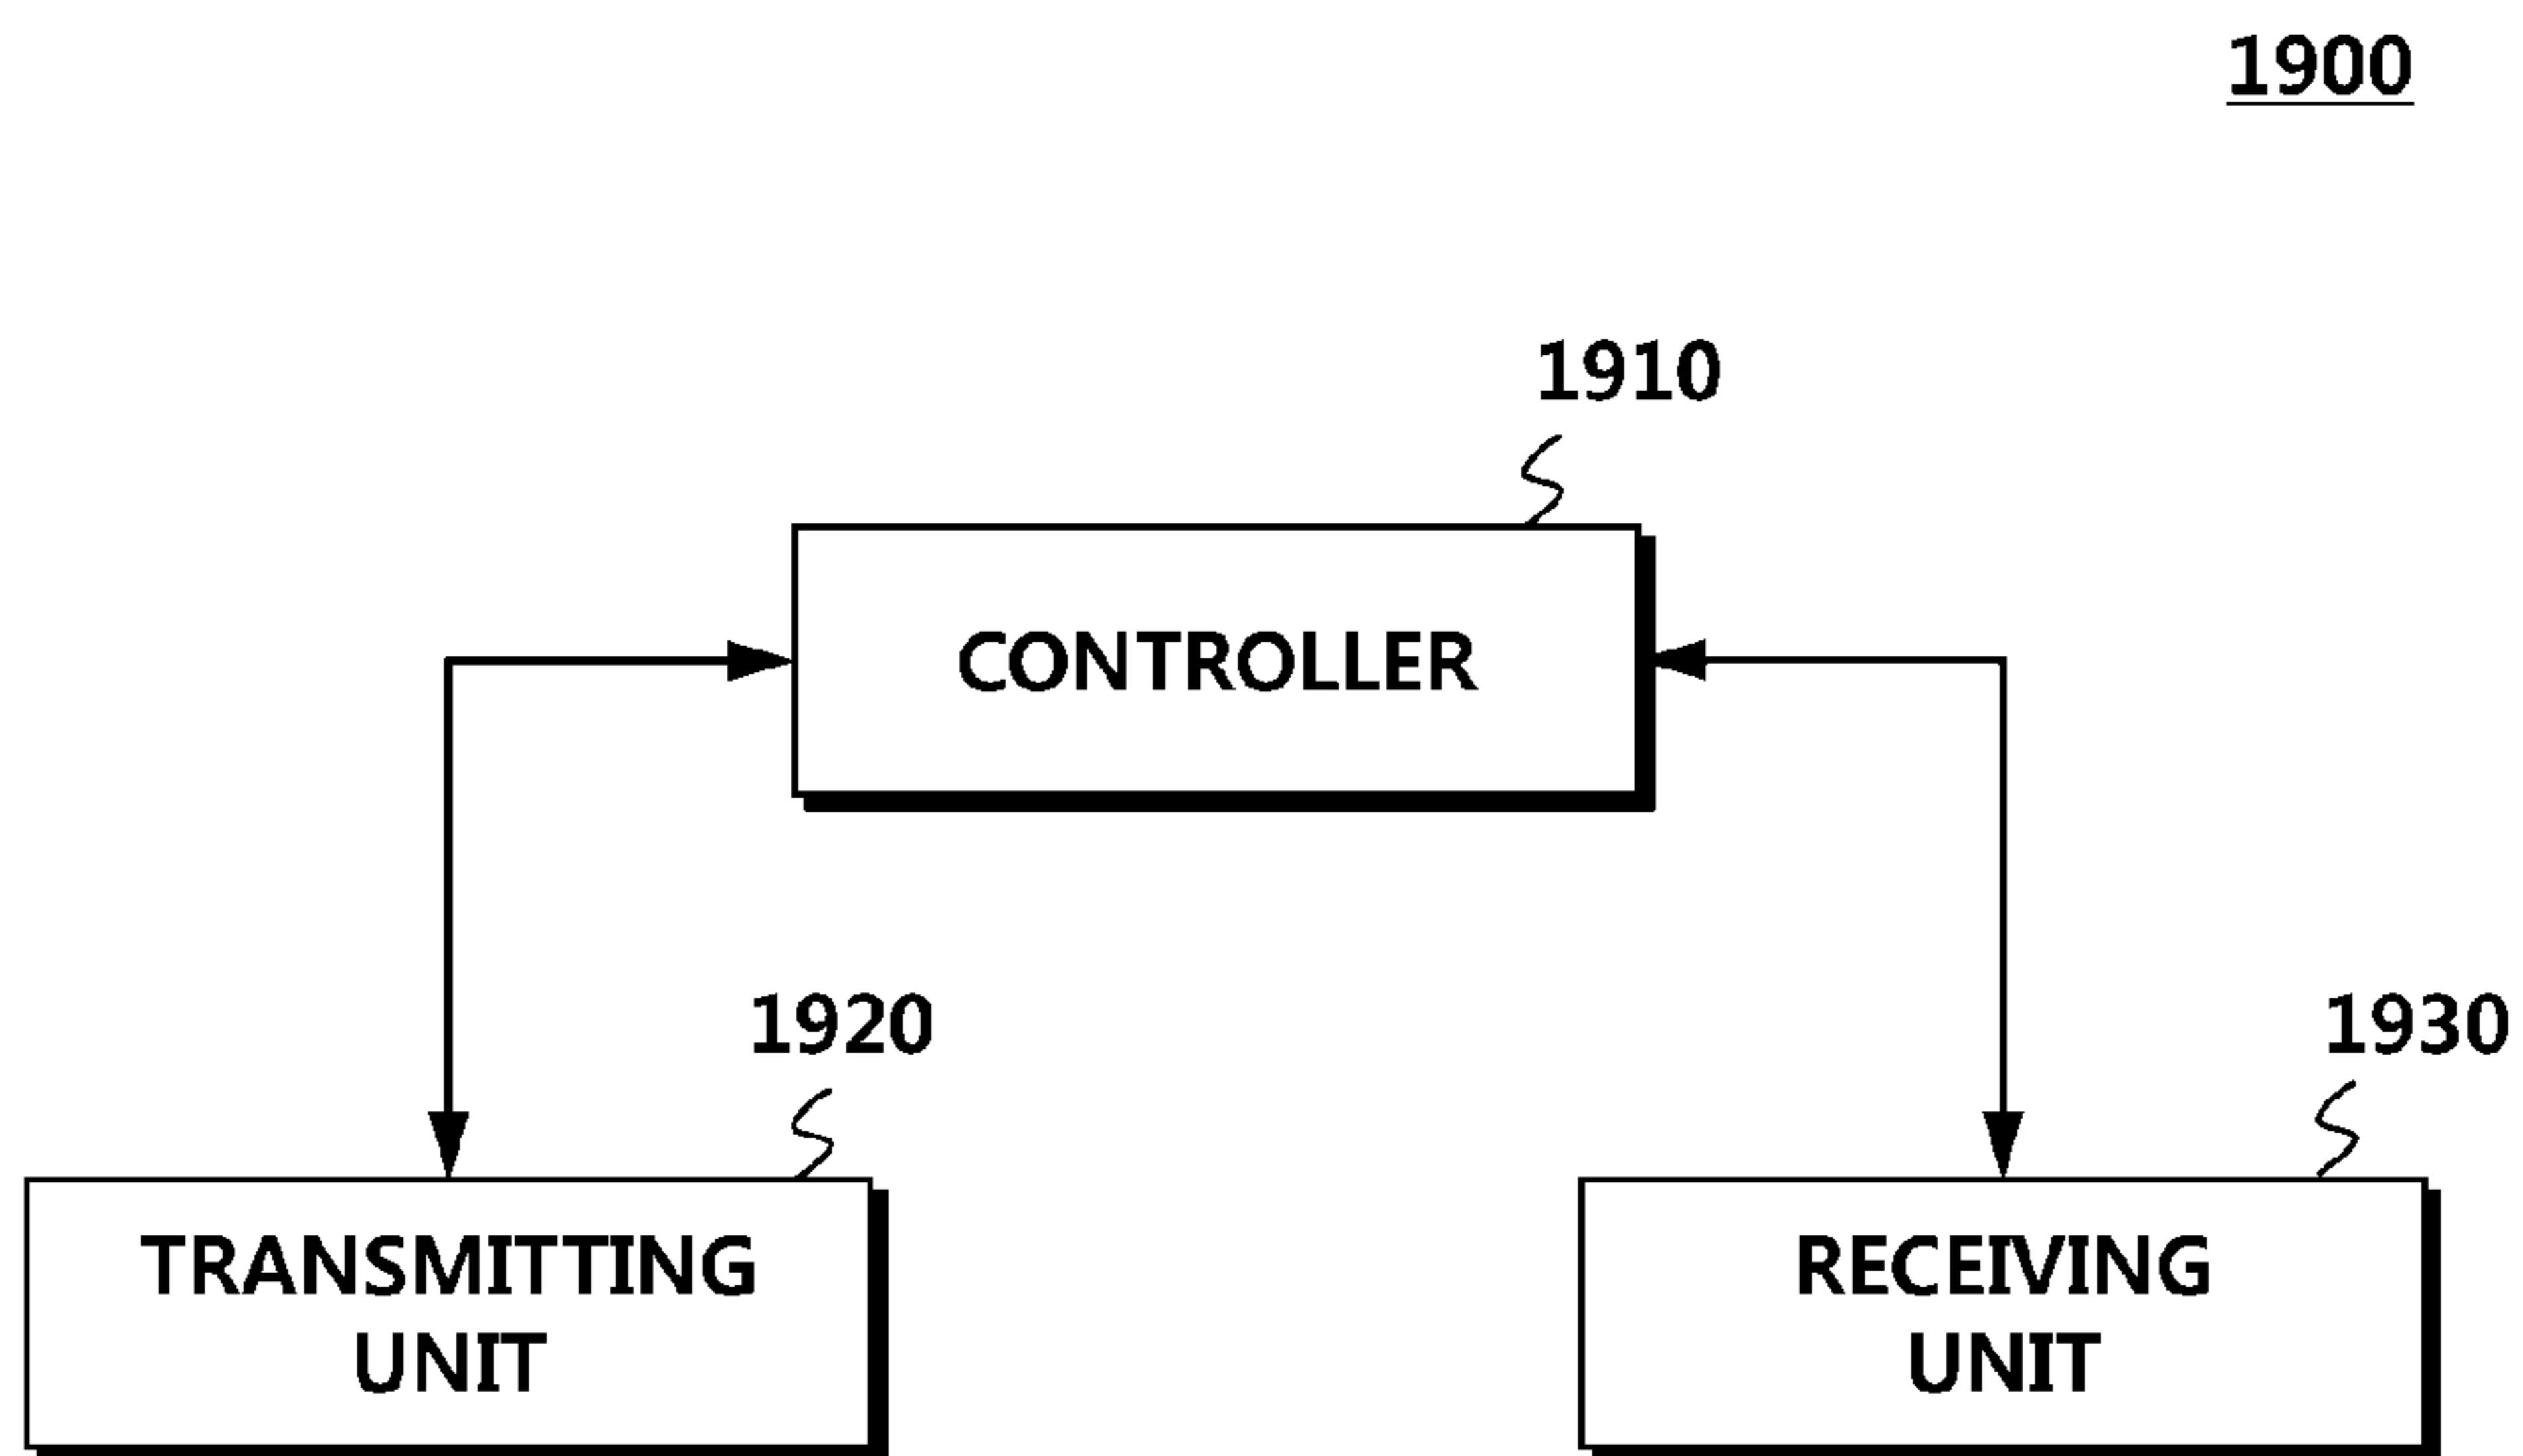 1900
1910
CONTROLLER
1920
1930
TRANSMITTING
UNIT
RECEIVING
UNIT